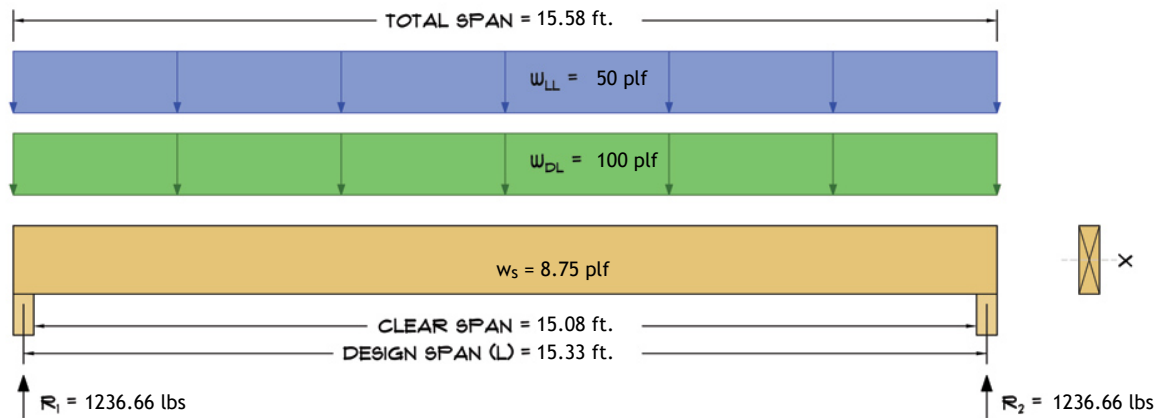 TOTAL SPAN = 15.58 ft.
WLL = 50 plf
WDL = 100 plf
ws = 8.75 plf
X
CLEAR SPAN = 15.08 ft.
DESIGN SPAN (L) = 15.33 ft.
R1 = 1236.66 lbs
R2 = 1236.66 lbs